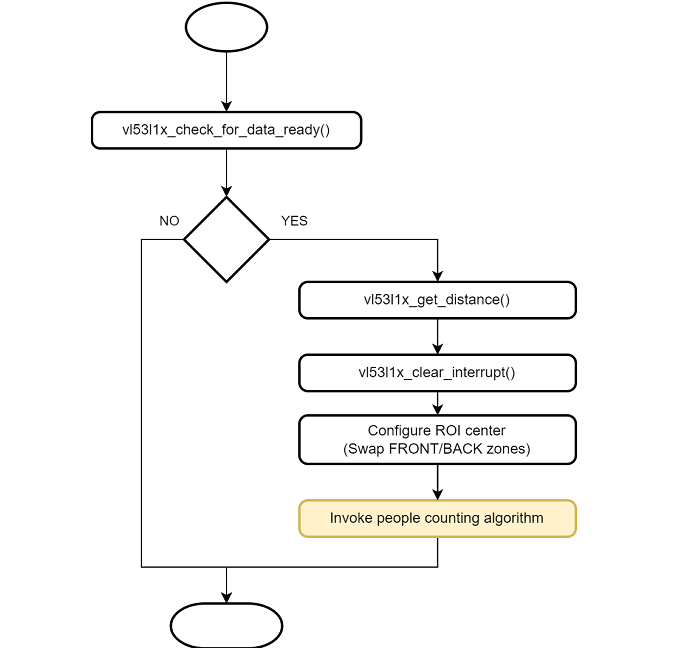 vl53l1x_check_for_data_ready()
NO
YES
vl53l1x_get_distance()
vl53l1x_clear_interrupt()
Configure ROI center
(Swap FRONT/BACK zones)
Invoke people counting algorithm